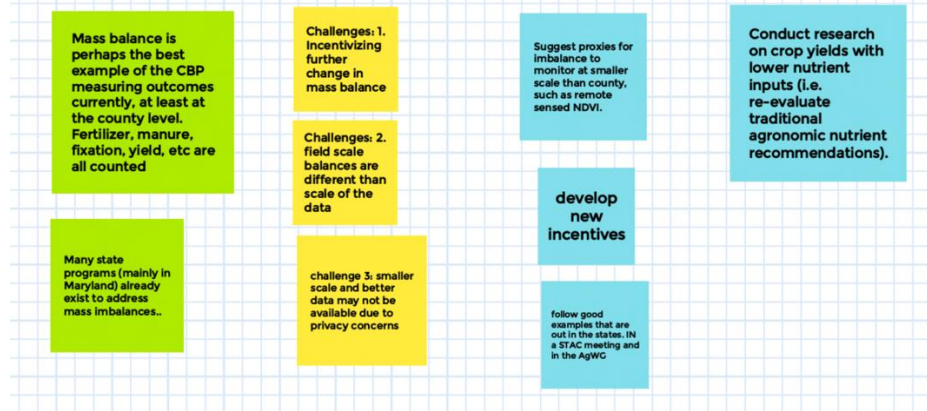 Mass balance is
perhaps the best
example of the CBP
measuring outcomes
currently, at least at
the county level.
Fertilizer, manure,
fixation, yield, etc are
all counted
Many state
programs (mainly in
Maryland) already
exist to address
mass imbalances..
Challenges: 1.
Incentivizing
further
change in
mass balance
Challenges: 2.
field scale
balances are
different than
scale of the
data
challenge 3: smaller
scale and better
data may not be
available due to
privacy concerns
Suggest proxies for
imbalance to
monitor at smaller
scale than county,
such as remote
sensed NDVI.
develop
new
incentives
follow good
examples that are
out in the states. IN
a STAC meeting and
in the AgWG
Conduct research
on crop yields with
lower nutrient
inputs (i.e.
re-evaluate
traditional
agronomic nutrient
recommendations).